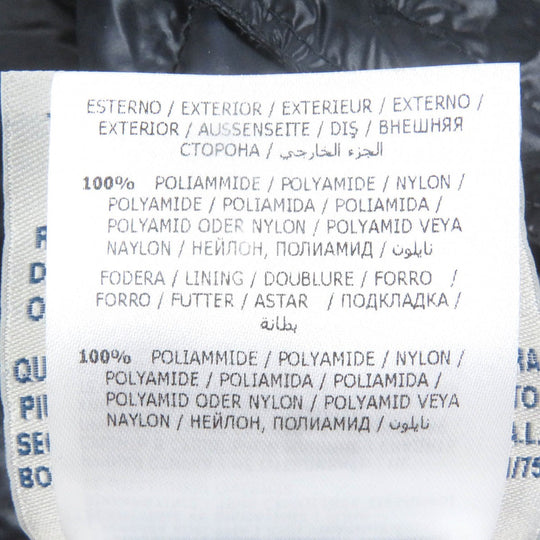 ESTERNO / EXTERIOR / EXTERIEUR / EXTERNO /
EXTERIOR / AUSSENSEITE / DIŞ / ВНЕШНЯЯ
СТОРОНА / الجزء الخارجي
100% POLIAMMIDE / POLYAMIDE / NYLON /
POLYAMIDE / POLIAMIDA / POLIAMIDA /
POLYAMID ODER NYLON / POLYAMID VEYA
NAYLON / НЕЙЛОН, ПОЛИАМИД / نايلون
FODERA / LINING / DOUBLURE / FORRO /
FORRO / FUTTER / ASTAR / ПОДКЛАДКА /
بطانة
100% POLIAMMIDE / POLYAMIDE / NYLON /
POLYAMIDE / POLIAMIDA / POLIAMIDA /
POLYAMID ODER NYLON / POLYAMID VEYA
NAYLON / НЕЙЛОН, ПОЛИАМИД / نايلون